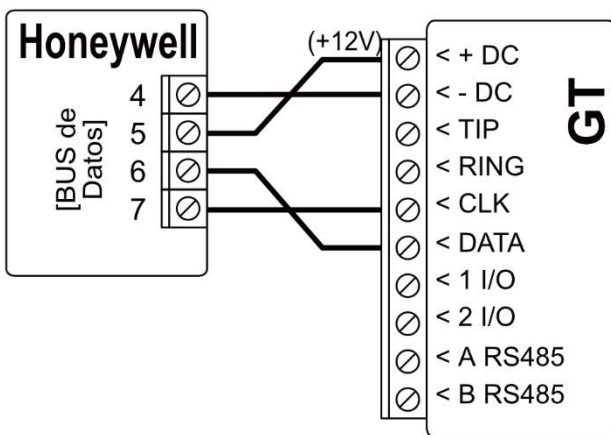 Honeywell
[BUS de
Datos]
4
5
6
7
(+12V)
< + DC
< - DC
< TIP
< RING
< CLK
< DATA
< 1 I/O
< 2 I/O
< A RS485
< B RS485
GT